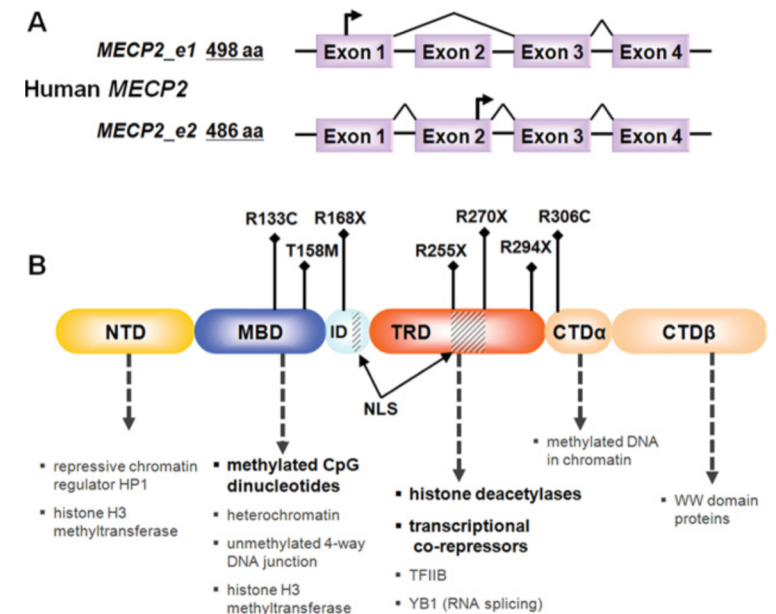 A
MECP2_e1 498 aa
Exon 1 Exon 2 Exon 3 Exon 4
Human MECP2
MECP2_e2 486 aa
Exon 1 Exon 2 Exon 3 Exon 4
B
R133C R168X R270X R306C
T158M R255X R294X
NTD MBD ID TRD CTDα CTDβ
NLS
▪ repressive chromatin
regulator HP1
▪ histone H3
methyltransferase
▪ methylated CpG
dinucleotides
▪ heterochromatin
▪ unmethylated 4-way
DNA junction
▪ histone H3
methyltransferase
▪ histone deacetylases
▪ transcriptional
co-repressors
▪ TFIIB
▪ YB1 (RNA splicing)
▪ methylated DNA
in chromatin
▪ WW domain
proteins